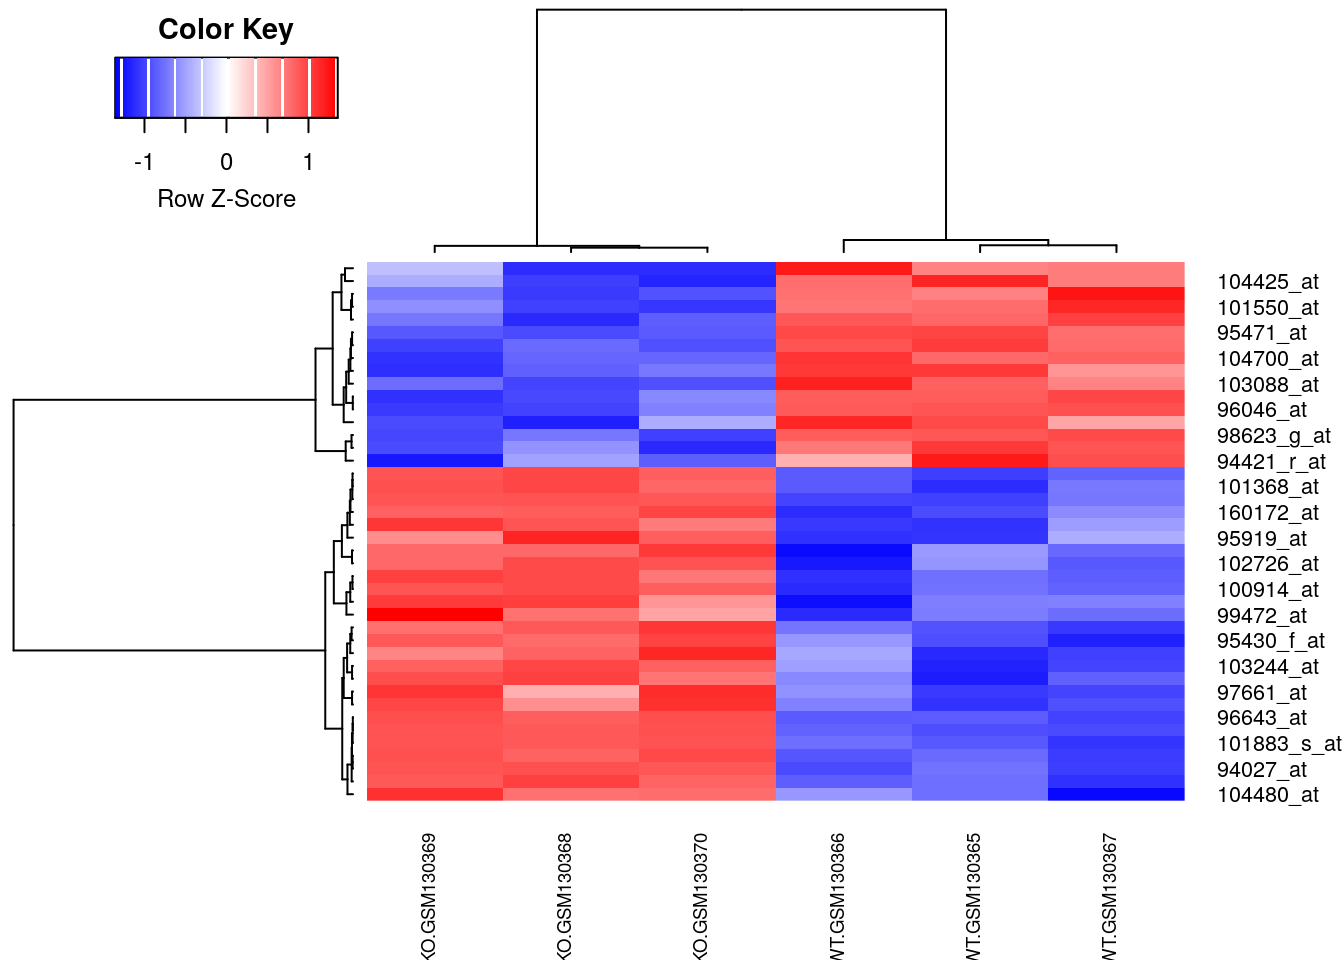 Color Key
-1 0 1
Row Z-Score
104425_at
101550_at
95471_at
104700_at
103088_at
96046_at
98623_g_at
94421_r_at
101368_at
160172_at
95919_at
102726_at
100914_at
99472_at
95430_f_at
103244_at
97661_at
96643_at
101883_s_at
94027_at
104480_at
KO.GSM130369
KO.GSM130368
KO.GSM130370
WT.GSM130366
WT.GSM130365
WT.GSM130367